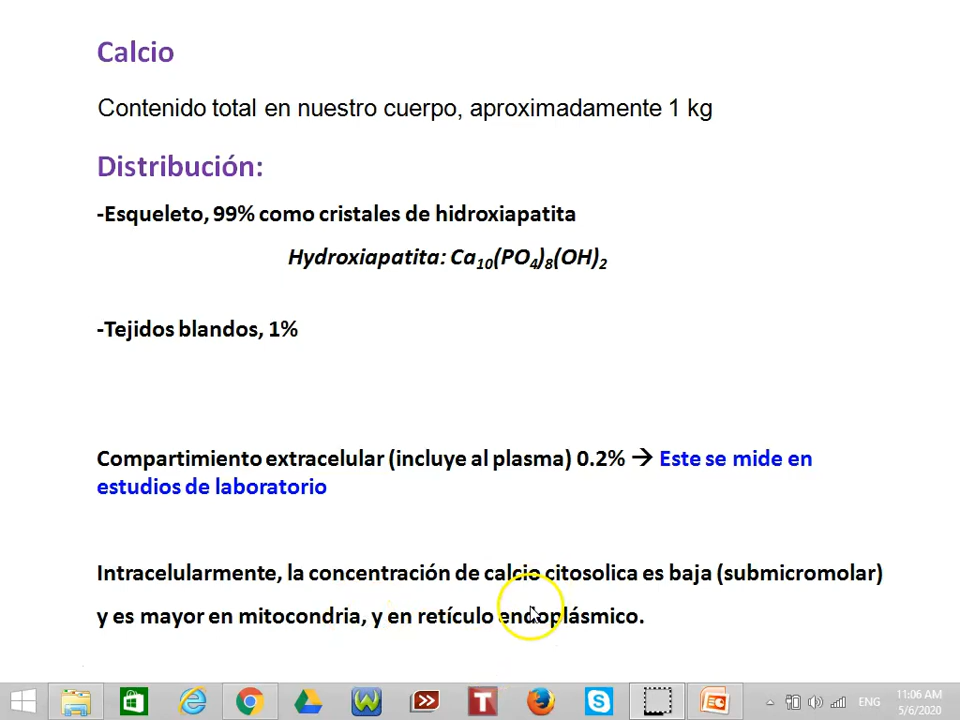 Calcio
Contenido total en nuestro cuerpo, aproximadamente 1 kg
Distribución:
-Esqueleto, 99% como cristales de hidroxiapatita
Hydroxiapatita: Ca10(PO4)8(OH)2
-Tejidos blandos, 1%
Compartimiento extracelular (incluye al plasma) 0.2% → Este se mide en
estudios de laboratorio
Intracelularmente, la concentración de calcio citosolica es baja (submicromolar)
y es mayor en mitocondria, y en retículo endoplásmico.
ENG
11:06 AM
5/6/2020